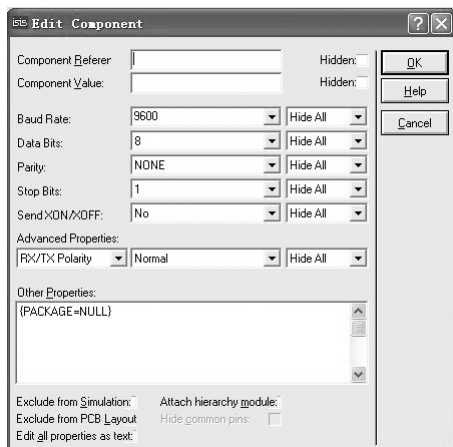 ISIS Edit Component
Component Referer Hidden:
OK
Component Value: Hidden:
Help
Baud Rate: 9600 Hide All
Cancel
Data Bits: 8 Hide All
Parity: NONE Hide All
Stop Bits: 1 Hide All
Send XON/XOFF: No Hide All
Advanced Properties:
RX/TX Polarity Normal Hide All
Other Properties:
{PACKAGE=NULL}
Exclude from Simulation: Attach hierarchy module:
Exclude from PCB Layout Hide common pins:
Edit all properties as text: